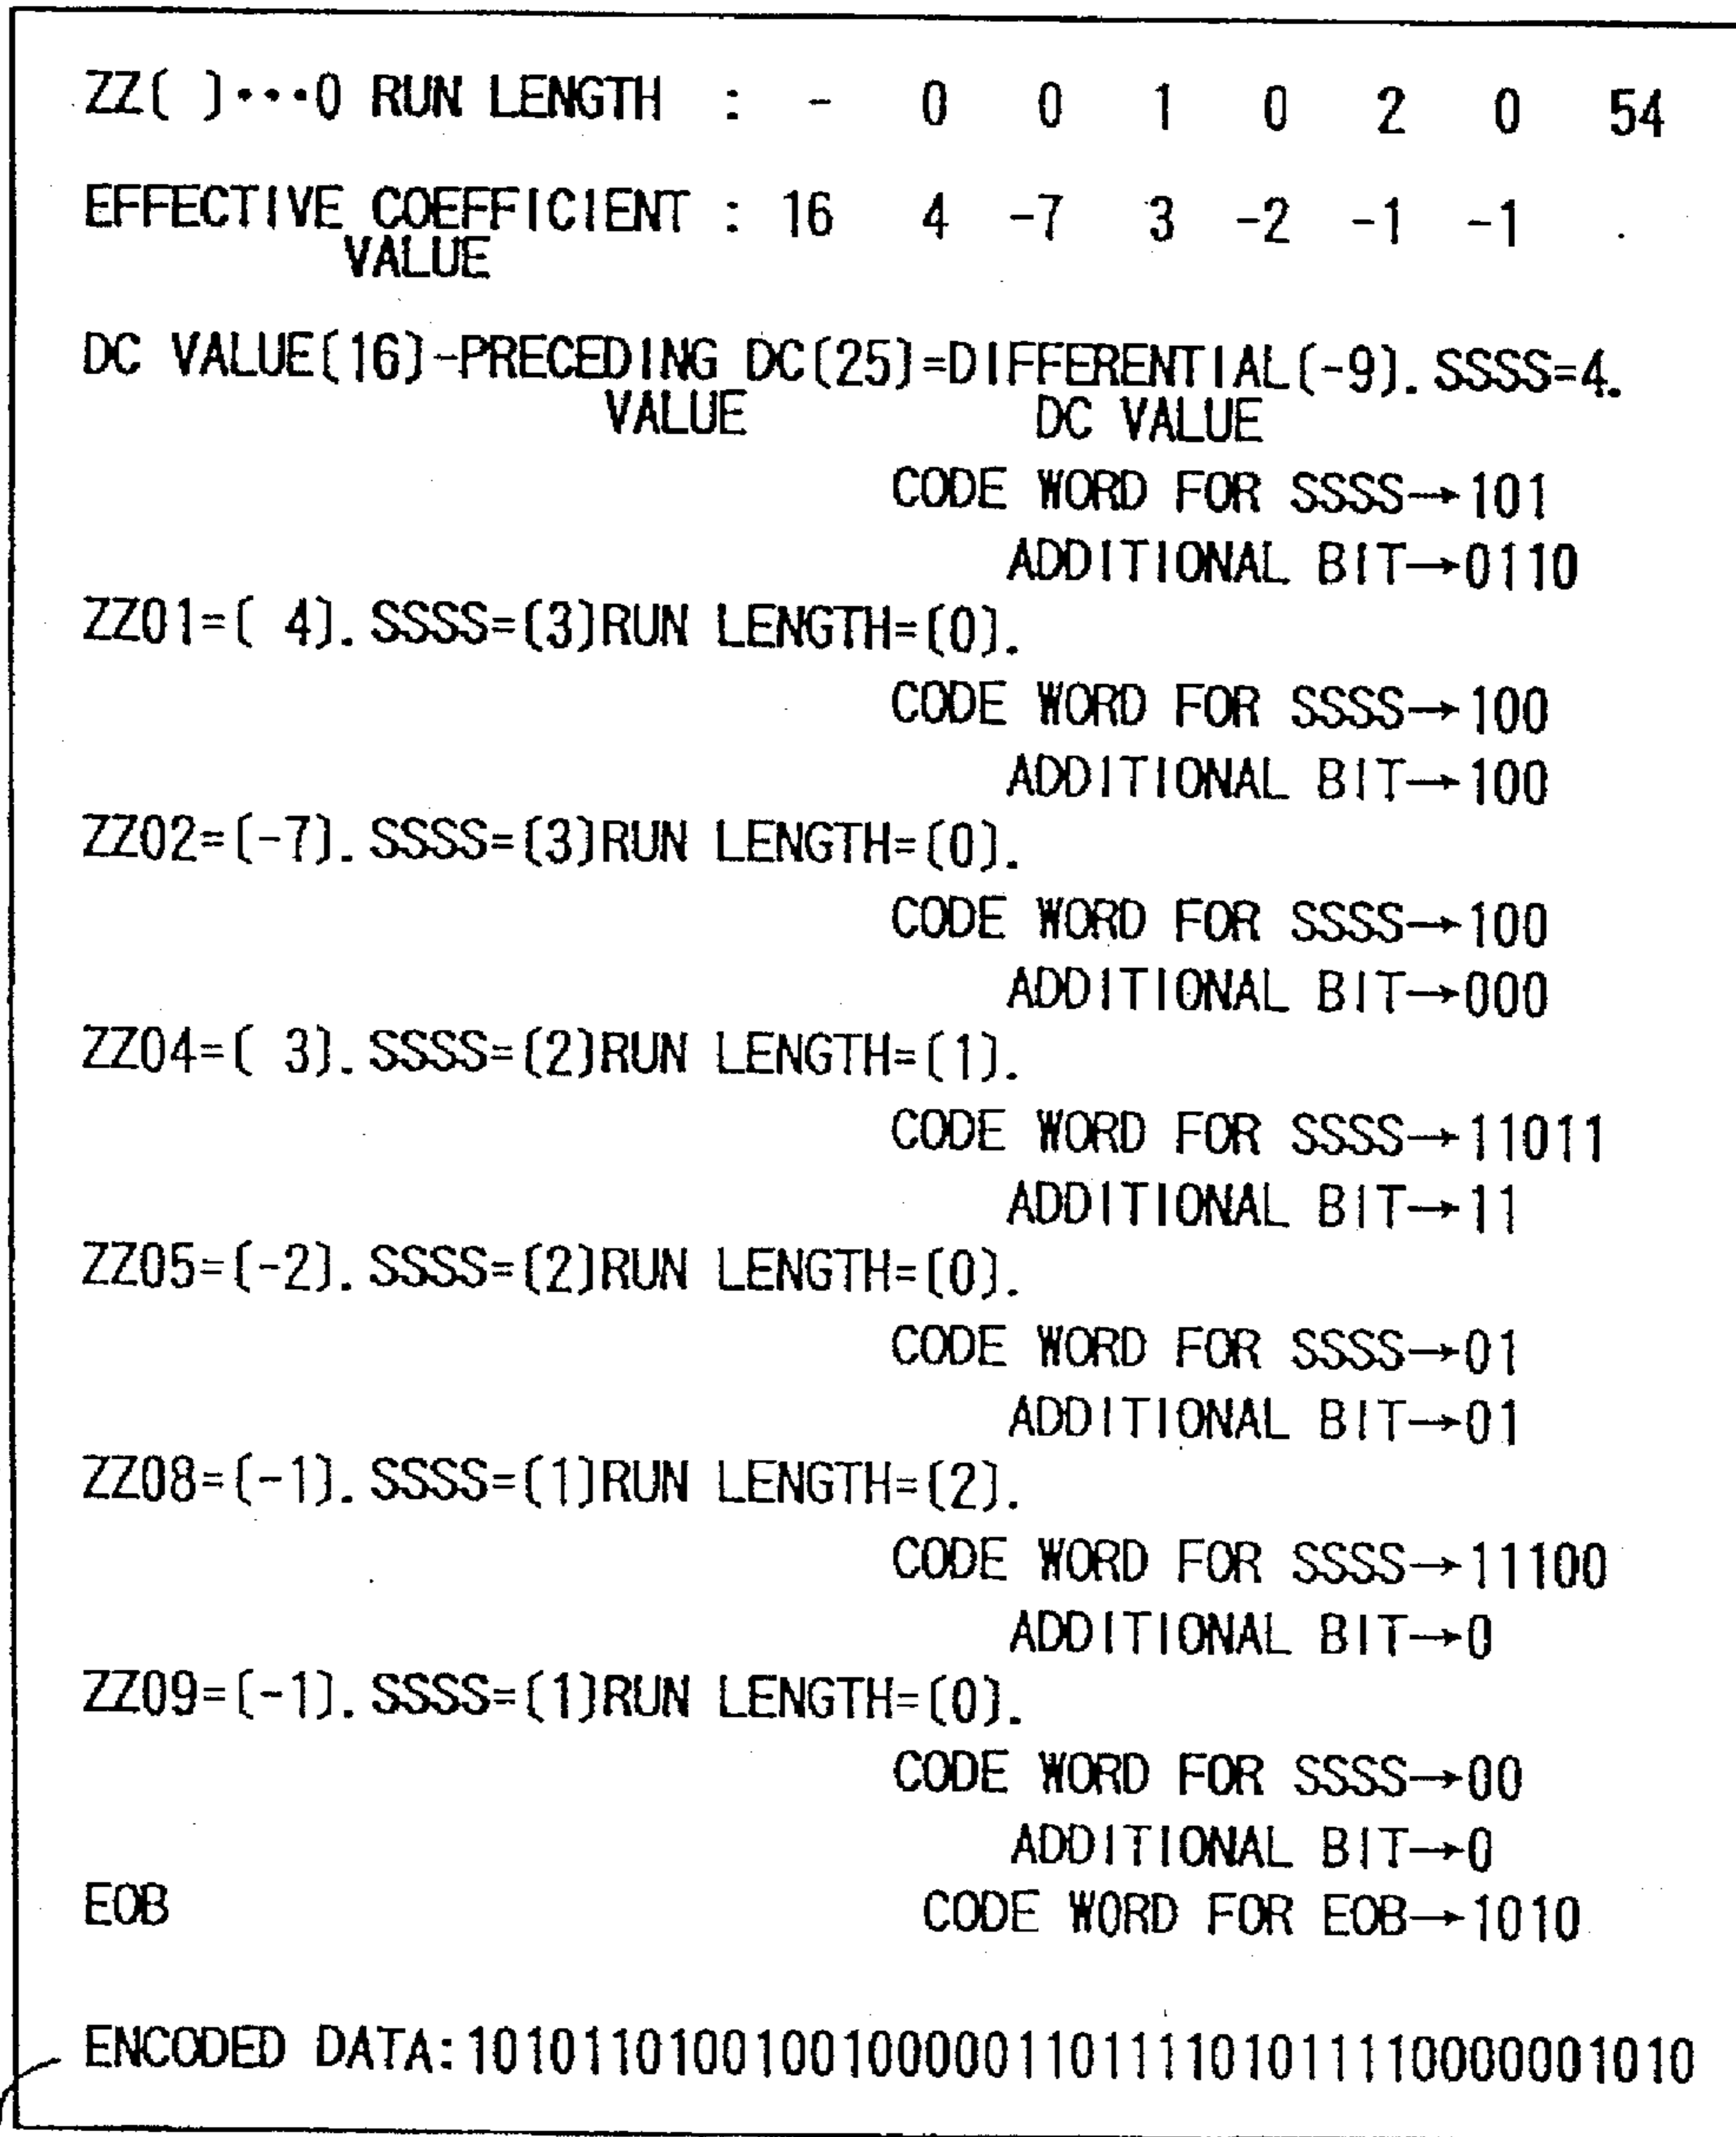 ZZ( )···0 RUN LENGTH : - 0 0 1 0 2 0 54
EFFECTIVE COEFFICIENT : 16 4 -7 3 -2 -1 -1 .
VALUE
DC VALUE(16)-PRECEDING DC(25)=DIFFERENTIAL(-9). SSSS=4.
VALUE DC VALUE
CODE WORD FOR SSSS→101
ADDITIONAL BIT→0110
ZZ01=( 4). SSSS=(3)RUN LENGTH=(0).
CODE WORD FOR SSSS→100
ADDITIONAL BIT→100
ZZ02=(-7). SSSS=(3)RUN LENGTH=(0).
CODE WORD FOR SSSS→100
ADDITIONAL BIT→000
ZZ04=( 3). SSSS=(2)RUN LENGTH=(1).
CODE WORD FOR SSSS→11011
ADDITIONAL BIT→11
ZZ05=(-2). SSSS=(2)RUN LENGTH=(0).
CODE WORD FOR SSSS→01
ADDITIONAL BIT→01
ZZ08=(-1). SSSS=(1)RUN LENGTH=(2).
CODE WORD FOR SSSS→11100
ADDITIONAL BIT→0
ZZ09=(-1). SSSS=(1)RUN LENGTH=(0).
CODE WORD FOR SSSS→00
ADDITIONAL BIT→0
EOB CODE WORD FOR EOB→1010
ENCODED DATA:1010110100100100000110111101011110000001010